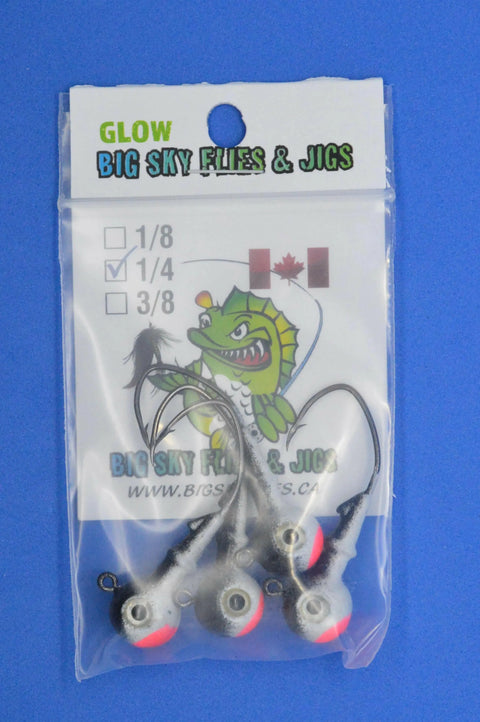 GLOW
BIG SKY FLIES & JIGS
1/8
1/4
3/8
BIG SKY FLIES & JIGS